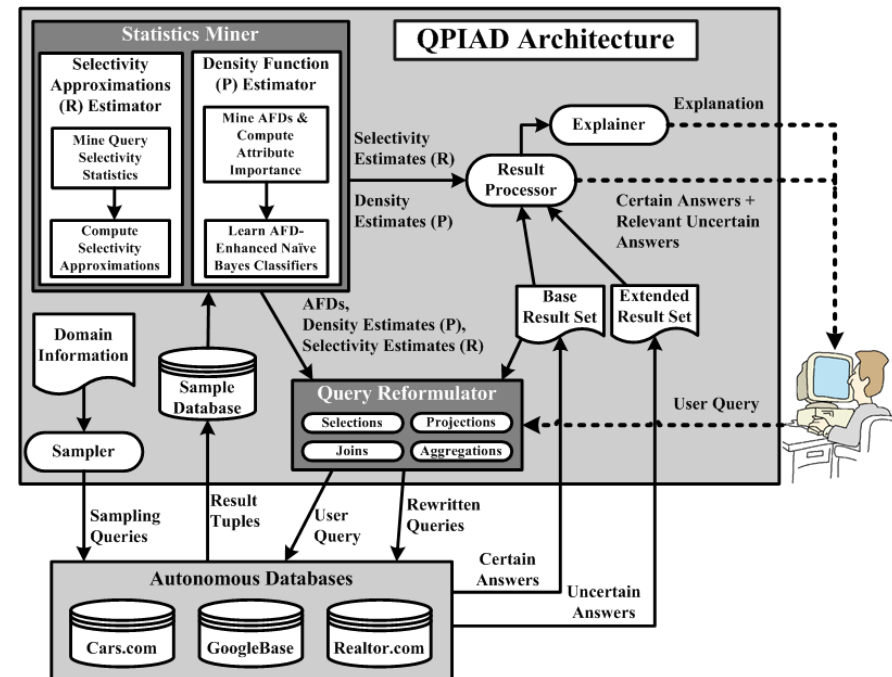 Statistics Miner
QPIAD Architecture
Selectivity
Approximations
(R) Estimator
Mine Query
Selectivity
Statistics
Compute
Selectivity
Approximations
Density Function
(P) Estimator
Mine AFDs &
Compute
Attribute
Importance
Learn AFD-
Enhanced Naïve
Bayes Classifiers
Selectivity
Estimates (R)
Density
Estimates (P)
Explainer
Explanation
Result
Processor
Certain Answers +
Relevant Uncertain
Answers
Base
Result Set
Extended
Result Set
AFDs,
Density Estimates (P),
Selectivity Estimates (R)
Domain
Information
Sample
Database
Sampler
Query Reformulator
Selections
Projections
Joins
Aggregations
User Query
Sampling
Queries
Result
Tuples
User
Query
Rewritten
Queries
Certain
Answers
Uncertain
Answers
Autonomous Databases
Cars.com
GoogleBase
Realtor.com